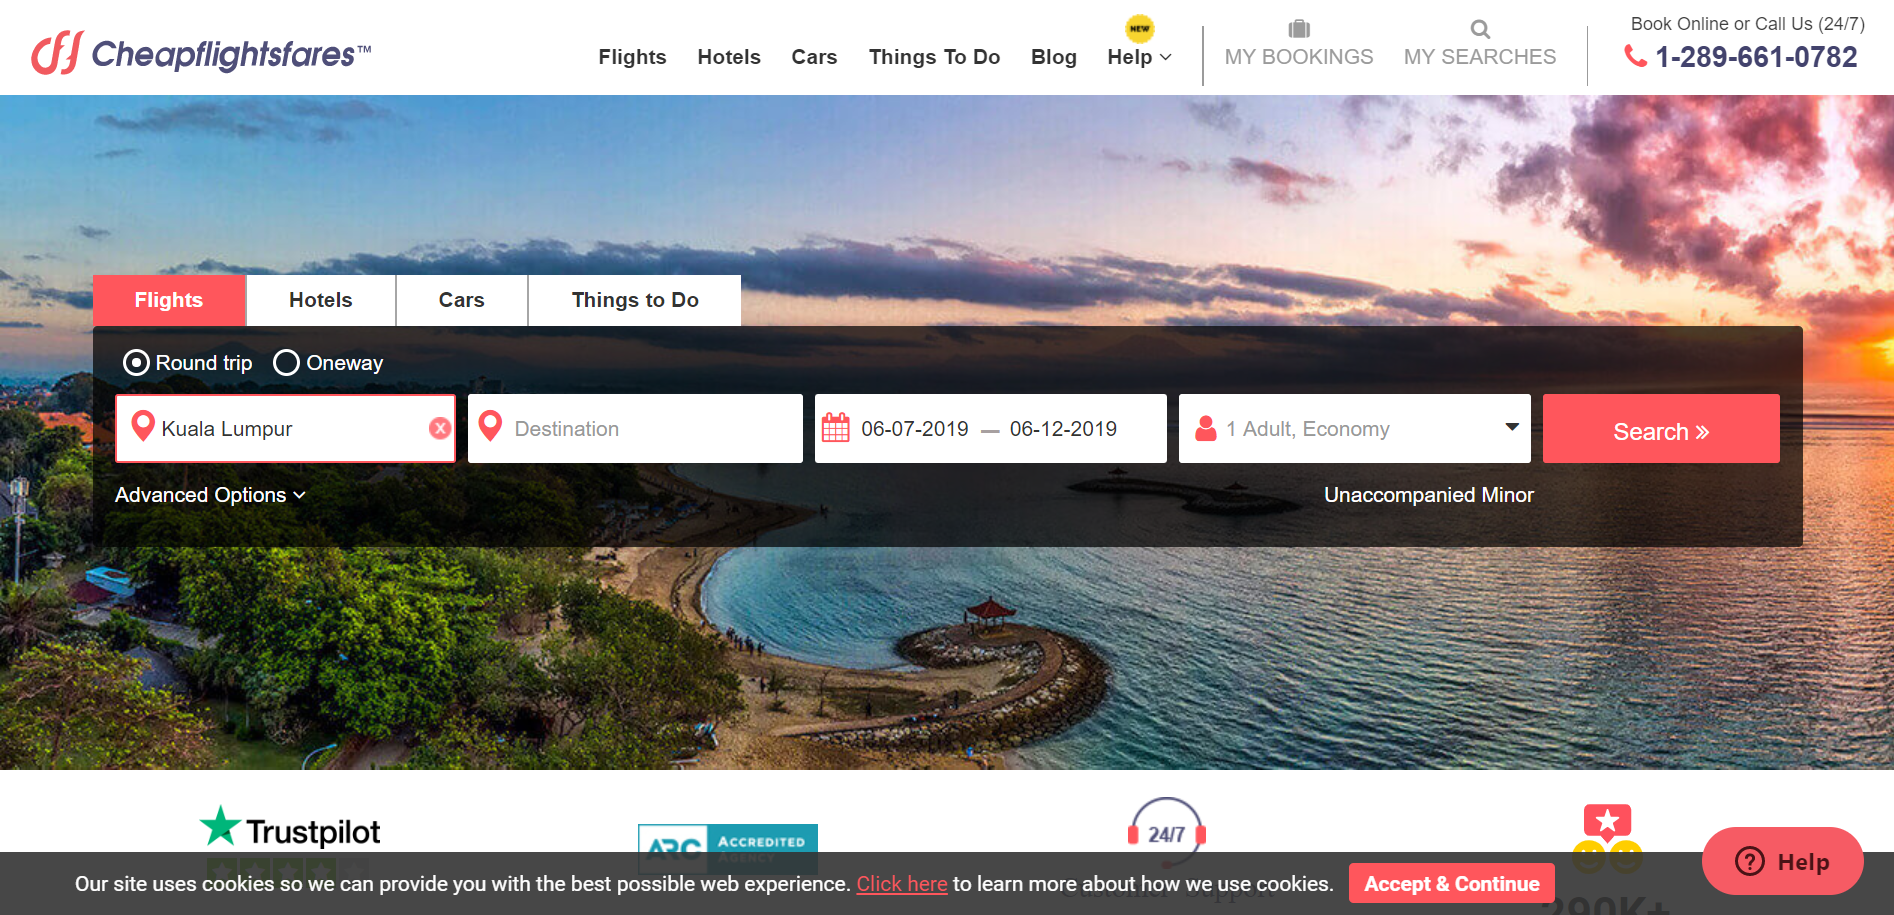 Cheapflightsfares™
Flights
Hotels
Cars
Things To Do
Blog
NEW
Help
MY BOOKINGS
MY SEARCHES
Book Online or Call Us (24/7)
1-289-661-0782
Flights
Hotels
Cars
Things to Do
Round trip
Oneway
Kuala Lumpur
X
Destination
06-07-2019 — 06-12-2019
1 Adult, Economy
Search »
Advanced Options
Unaccompanied Minor
Trustpilot
ARC
ACCREDITED
AGENCY
24/7
Customer Support
290K+
Our site uses cookies so we can provide you with the best possible web experience. Click here to learn more about how we use cookies.
Accept & Continue
? Help